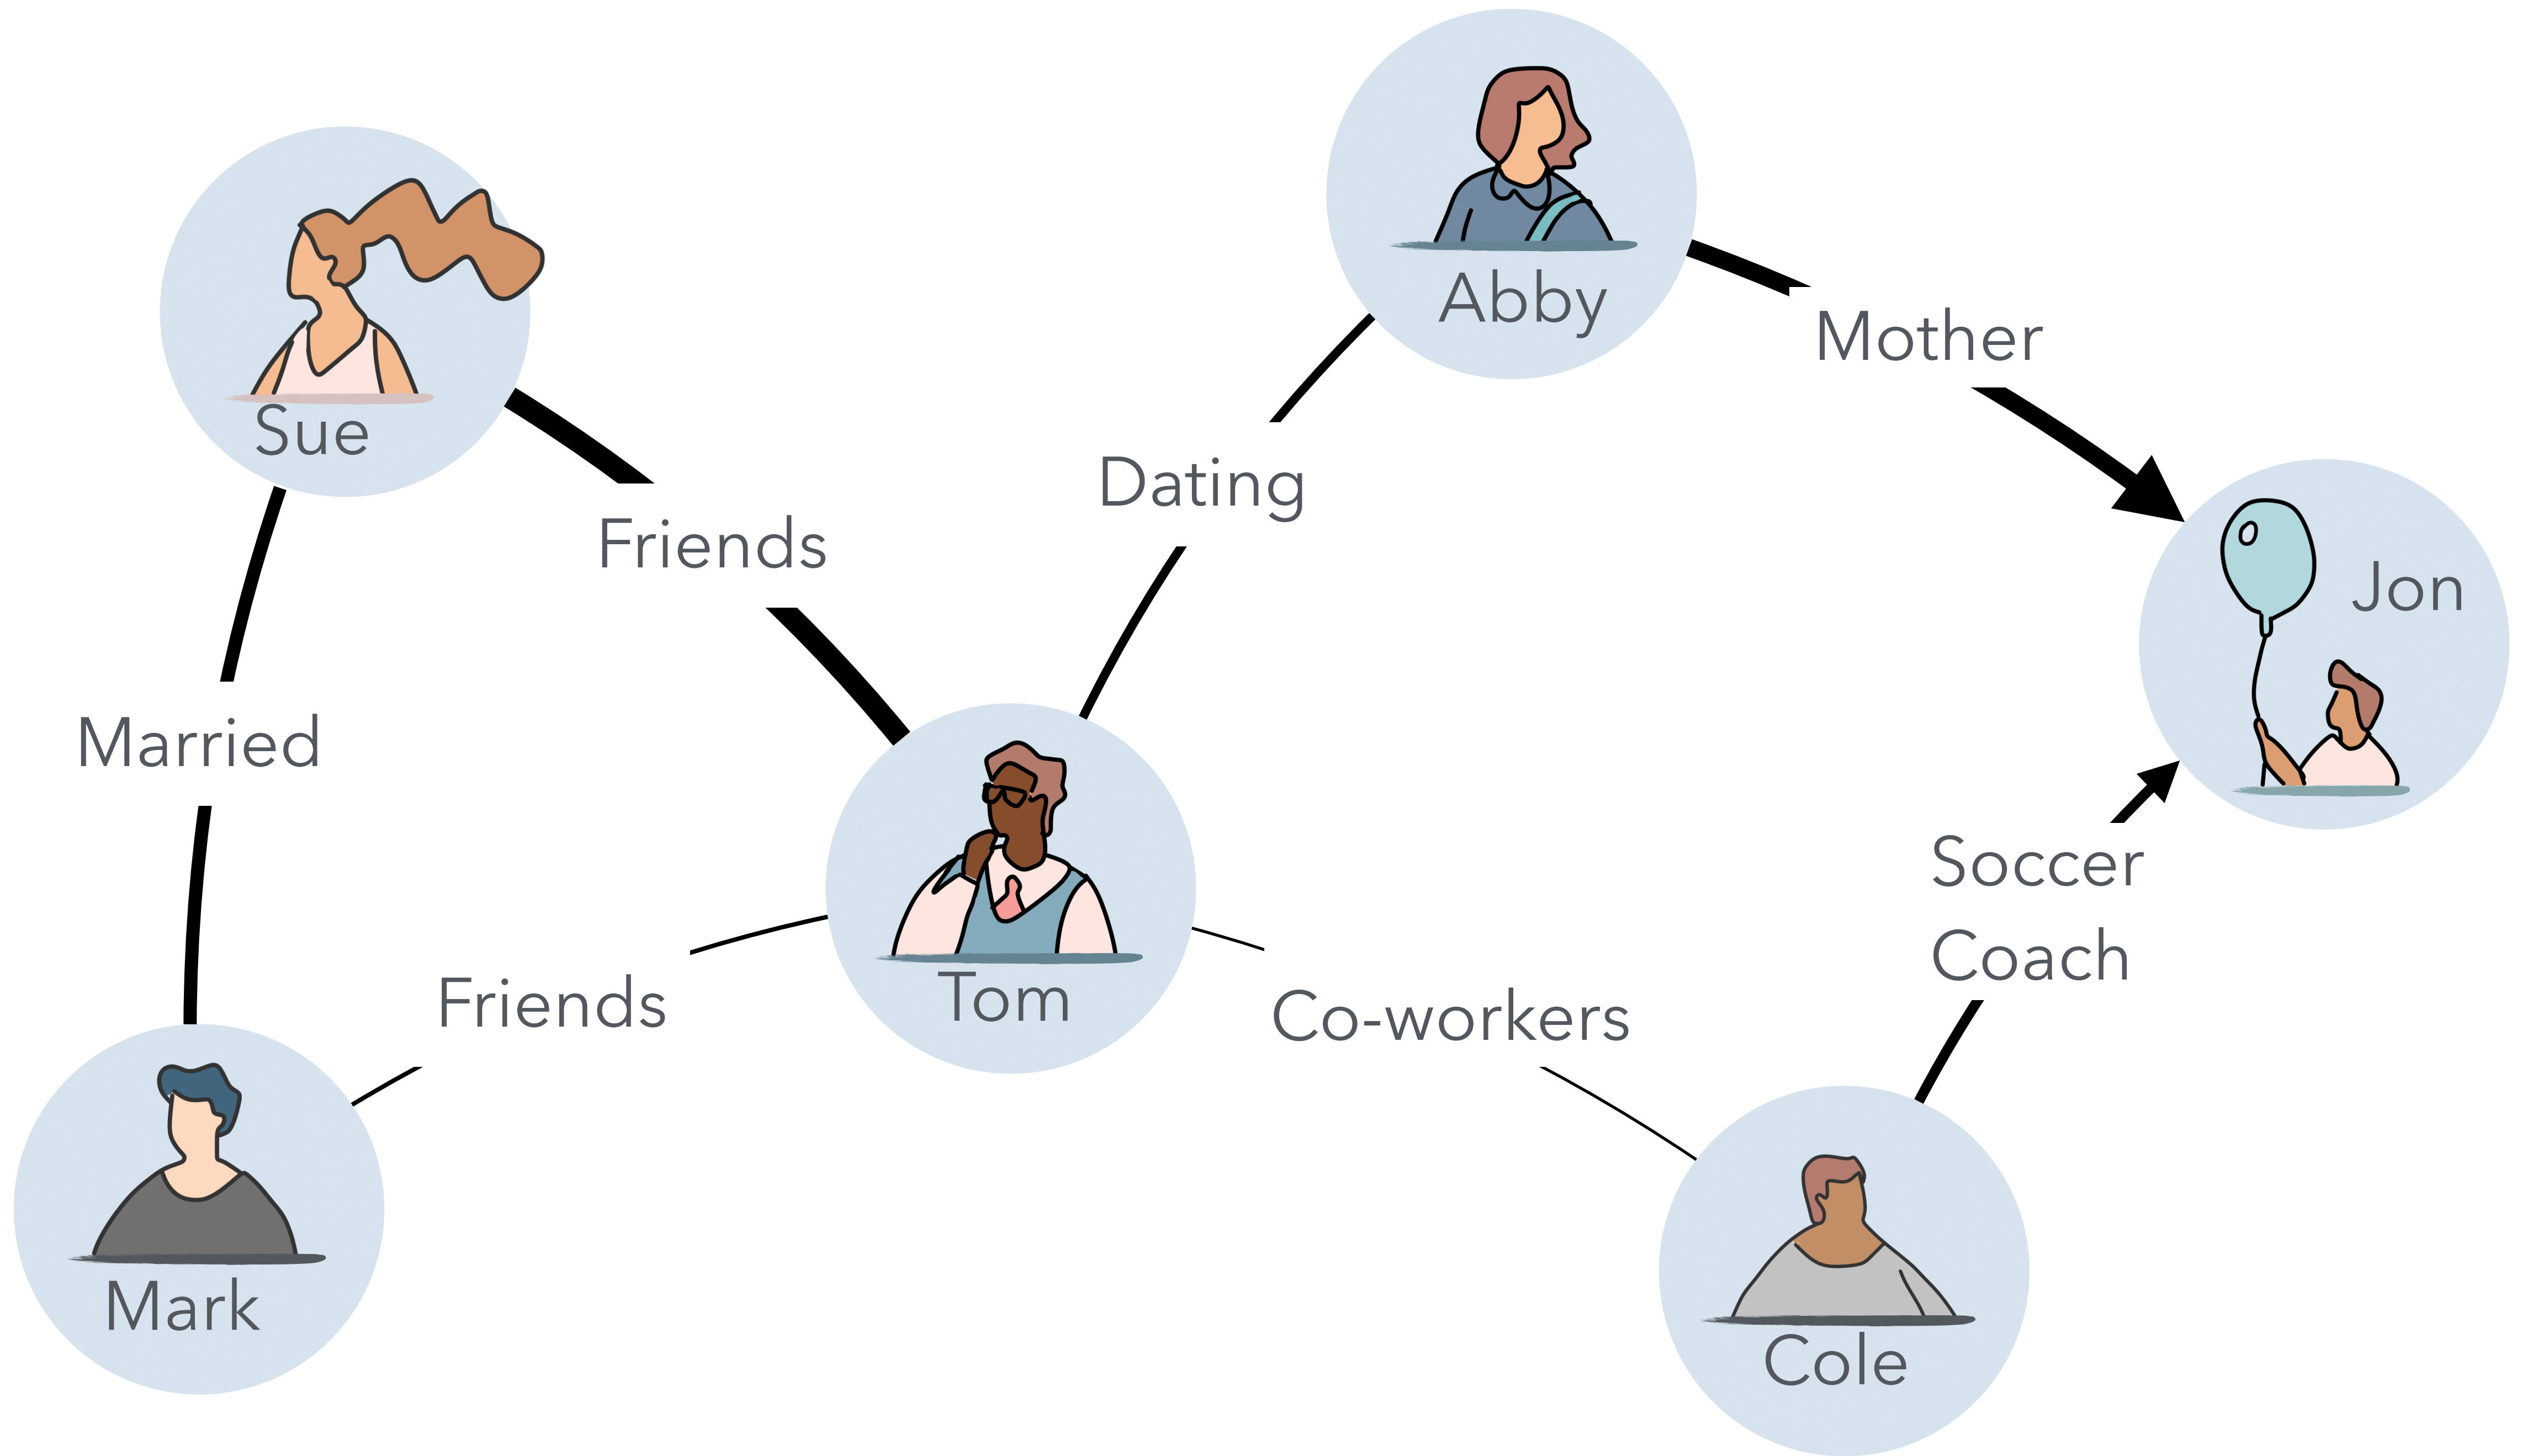 Abby
Mother
Sue
Dating
Friends
Jon
Married
Soccer
Coach
Friends
Tom
Co-workers
Mark
Cole